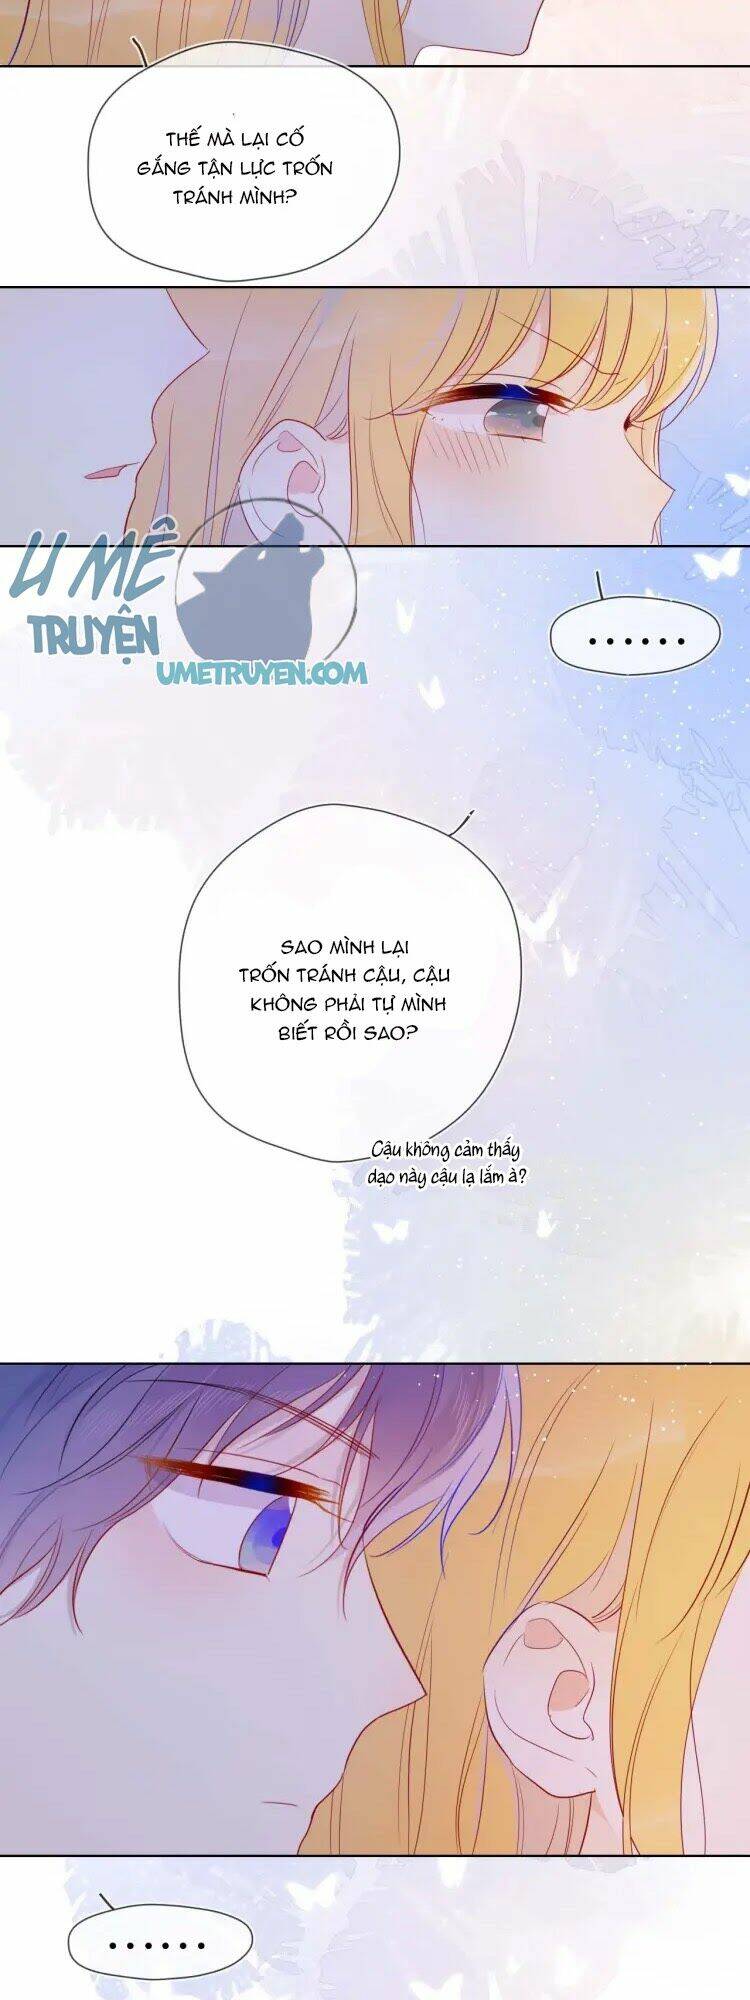 THẾ MÀ LẠI CỐ
GẮNG TẬN LỰC TRỐN
TRÁNH MÌNH?
U MÊ
TRUYỆN
UMETRUYEN.COM
......
SAO MÌNH LẠI
TRỐN TRÁNH CẬU, CẬU
KHÔNG PHẢI TỰ MÌNH
BIẾT RỒI SAO?
Cậu không cảm thấy
dạo này cậu lạ lắm à?
......